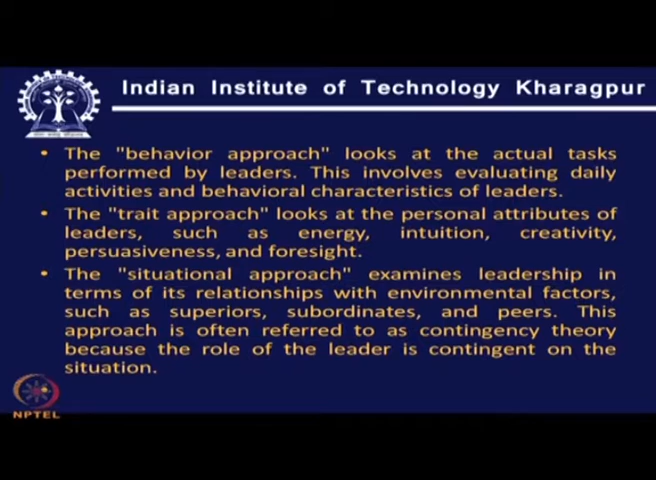 Indian Institute of Technology Kharagpur
• The "behavior approach" looks at the actual tasks
performed by leaders. This involves evaluating daily
activities and behavioral characteristics of leaders.
• The "trait approach" looks at the personal attributes of
leaders, such as energy, intuition, creativity,
persuasiveness, and foresight.
• The "situational approach" examines leadership in
terms of its relationships with environmental factors,
such as superiors, subordinates, and peers. This
approach is often referred to as contingency theory
because the role of the leader is contingent on the
situation.
NPTEL